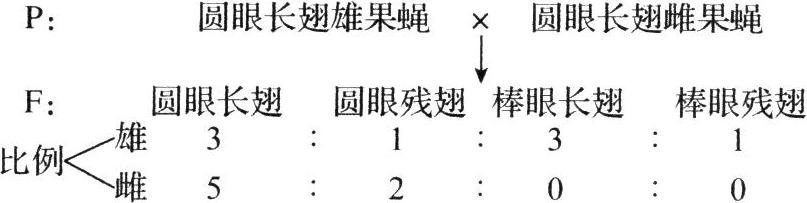 P： 圆眼长翅雄果蝇 × 圆眼长翅雌果蝇
F： 圆眼长翅 圆眼残翅 棒眼长翅 棒眼残翅
比例
雄 3 ： 1 ： 3 ： 1
雌 5 ： 2 ： 0 ： 0